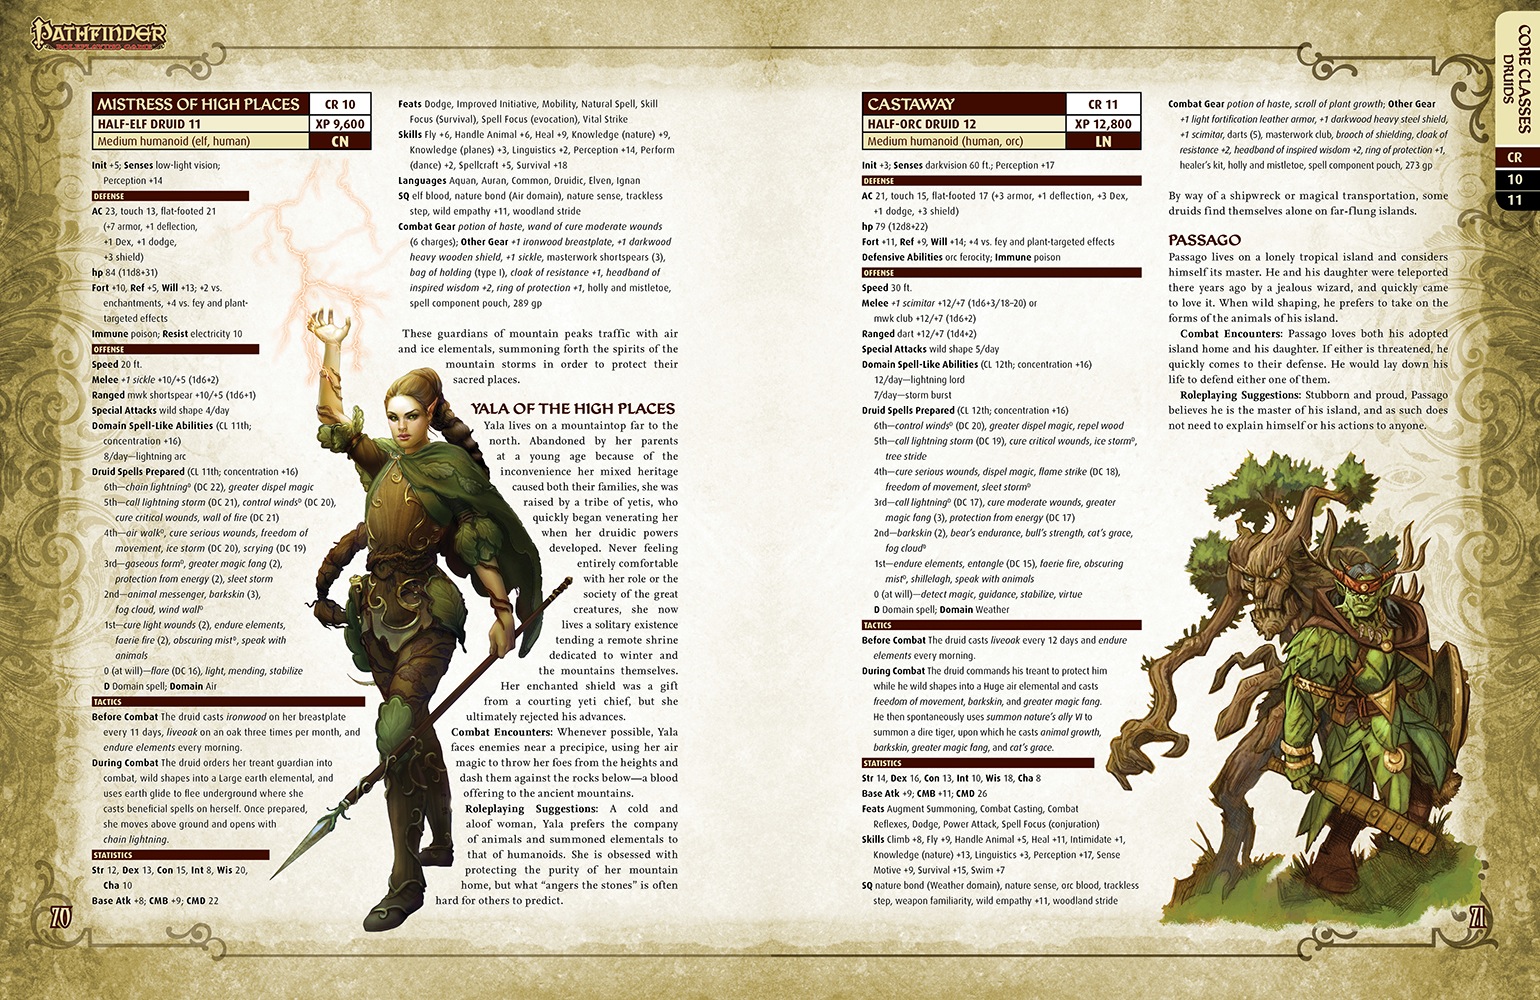 PATHFINDER
ROLEPLAYING GAME
MISTRESS OF HIGH PLACES CR 10
HALF-ELF DRUID 11 XP 9,600
Medium humanoid (elf, human) CN
Init +5; Senses low-light vision;
Perception +14
DEFENSE
AC 23, touch 13, flat-footed 21
(+7 armor, +1 deflection,
+1 Dex, +1 dodge,
+3 shield)
hp 84 (11d8+31)
Fort +10, Ref +5, Will +13; +2 vs.
enchantments, +4 vs. fey and plant-
targeted effects
Immune poison; Resist electricity 10
OFFENSE
Speed 20 ft.
Melee +1 sickle +10/+5 (1d6+2)
Ranged mwk shortspear +10/+5 (1d6+1)
Special Attacks wild shape 4/day
Domain Spell-Like Abilities (CL 11th;
concentration +16)
8/day—lightning arc
Druid Spells Prepared (CL 11th; concentration +16)
6th—chain lightningᴰ (DC 22), greater dispel magic
5th—call lightning storm (DC 21), control windsᴰ (DC 20),
cure critical wounds, wall of fire (DC 21)
4th—air walkᴰ, cure serious wounds, freedom of
movement, ice storm (DC 20), scrying (DC 19)
3rd—gaseous formᴰ, greater magic fang (2),
protection from energy (2), sleet storm
2nd—animal messenger, barkskin (3),
fog cloud, wind wallᴰ
1st—cure light wounds (2), endure elements,
faerie fire (2), obscuring mistᴰ, speak with
animals
0 (at will)—flare (DC 16), light, mending, stabilize
D Domain spell; Domain Air
TACTICS
Before Combat The druid casts ironwood on her breastplate
every 11 days, liveoak on an oak three times per month, and
endure elements every morning.
During Combat The druid orders her treant guardian into
combat, wild shapes into a Large earth elemental, and
uses earth glide to flee underground where she
casts beneficial spells on herself. Once prepared,
she moves above ground and opens with
chain lightning.
STATISTICS
Str 12, Dex 13, Con 15, Int 8, Wis 20,
Cha 10
Base Atk +8; CMB +9; CMD 22
Feats Dodge, Improved Initiative, Mobility, Natural Spell, Skill
Focus (Survival), Spell Focus (evocation), Vital Strike
Skills Fly +6, Handle Animal +6, Heal +9, Knowledge (nature) +9,
Knowledge (planes) +3, Linguistics +2, Perception +14, Perform
(dance) +2, Spellcraft +5, Survival +18
Languages Aquan, Auran, Common, Druidic, Elven, Ignan
SQ elf blood, nature bond (Air domain), nature sense, trackless
step, wild empathy +11, woodland stride
Combat Gear potion of haste, wand of cure moderate wounds
(6 charges); Other Gear +1 ironwood breastplate, +1 darkwood
heavy wooden shield, +1 sickle, masterwork shortspears (3),
bag of holding (type I), cloak of resistance +1, headband of
inspired wisdom +2, ring of protection +1, holly and mistletoe,
spell component pouch, 289 gp
These guardians of mountain peaks traffic with air
and ice elementals, summoning forth the spirits of the
mountain storms in order to protect their
sacred places.
YALA OF THE HIGH PLACES
Yala lives on a mountaintop far to the
north. Abandoned by her parents
at a young age because of the
inconvenience her mixed heritage
caused both their families, she was
raised by a tribe of yetis, who
quickly began venerating her
when her druidic powers
developed. Never feeling
entirely comfortable
with her role or the
society of the great
creatures, she now
lives a solitary existence
tending a remote shrine
dedicated to winter and
the mountains themselves.
Her enchanted shield was a gift
from a courting yeti chief, but she
ultimately rejected his advances.
Combat Encounters: Whenever possible, Yala
faces enemies near a precipice, using her air
magic to throw her foes from the heights and
dash them against the rocks below—a blood
offering to the ancient mountains.
Roleplaying Suggestions: A cold and
aloof woman, Yala prefers the company
of animals and summoned elementals to
that of humanoids. She is obsessed with
protecting the purity of her mountain
home, but what “angers the stones” is often
hard for others to predict.
20
CASTAWAY CR 11
HALF-ORC DRUID 12 XP 12,800
Medium humanoid (human, orc) LN
Init +3; Senses darkvision 60 ft.; Perception +17
DEFENSE
AC 21, touch 15, flat-footed 17 (+3 armor, +1 deflection, +3 Dex,
+1 dodge, +3 shield)
hp 79 (12d8+22)
Fort +11, Ref +9, Will +14; +4 vs. fey and plant-targeted effects
Defensive Abilities orc ferocity; Immune poison
OFFENSE
Speed 30 ft.
Melee +1 scimitar +12/+7 (1d6+3/18–20) or
mwk club +12/+7 (1d6+2)
Ranged dart +12/+7 (1d4+2)
Special Attacks wild shape 5/day
Domain Spell-Like Abilities (CL 12th; concentration +16)
12/day—lightning lord
7/day—storm burst
Druid Spells Prepared (CL 12th; concentration +16)
6th—control windsᴰ (DC 20), greater dispel magic, repel wood
5th—call lightning storm (DC 19), cure critical wounds, ice stormᴰ,
tree stride
4th—cure serious wounds, dispel magic, flame strike (DC 18),
freedom of movement, sleet stormᴰ
3rd—call lightningᴰ (DC 17), cure moderate wounds, greater
magic fang (3), protection from energy (DC 17)
2nd—barkskin (2), bear's endurance, bull's strength, cat's grace,
fog cloudᴰ
1st—endure elements, entangle (DC 15), faerie fire, obscuring
mistᴰ, shillelagh, speak with animals
0 (at will)—detect magic, guidance, stabilize, virtue
D Domain spell; Domain Weather
TACTICS
Before Combat The druid casts liveoak every 12 days and endure
elements every morning.
During Combat The druid commands his treant to protect him
while he wild shapes into a Huge air elemental and casts
freedom of movement, barkskin, and greater magic fang.
He then spontaneously uses summon nature's ally VI to
summon a dire tiger, upon which he casts animal growth,
barkskin, greater magic fang, and cat's grace.
STATISTICS
Str 14, Dex 16, Con 13, Int 10, Wis 18, Cha 8
Base Atk +9; CMB +11; CMD 26
Feats Augment Summoning, Combat Casting, Combat
Reflexes, Dodge, Power Attack, Spell Focus (conjuration)
Skills Climb +8, Fly +9, Handle Animal +5, Heal +11, Intimidate +1,
Knowledge (nature) +13, Linguistics +3, Perception +17, Sense
Motive +9, Survival +15, Swim +7
SQ nature bond (Weather domain), nature sense, orc blood, trackless
step, weapon familiarity, wild empathy +11, woodland stride
Combat Gear potion of haste, scroll of plant growth; Other Gear
+1 light fortification leather armor, +1 darkwood heavy steel shield,
+1 scimitar, darts (5), masterwork club, brooch of shielding, cloak of
resistance +2, headband of inspired wisdom +2, ring of protection +1,
healer's kit, holly and mistletoe, spell component pouch, 273 gp
By way of a shipwreck or magical transportation, some
druids find themselves alone on far-flung islands.
PASSAGO
Passago lives on a lonely tropical island and considers
himself its master. He and his daughter were teleported
there years ago by a jealous wizard, and quickly came
to love it. When wild shaping, he prefers to take on the
forms of the animals of his island.
Combat Encounters: Passago loves both his adopted
island home and his daughter. If either is threatened, he
quickly comes to their defense. He would lay down his
life to defend either one of them.
Roleplaying Suggestions: Stubborn and proud, Passago
believes he is the master of his island, and as such does
not need to explain himself or his actions to anyone.
CORE CLASSES
DRUIDS
CR
10
11
21